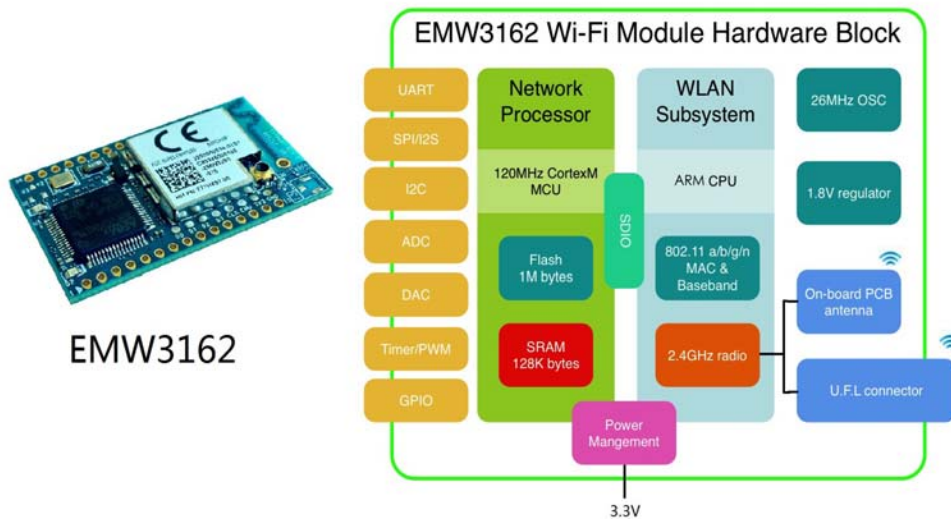 EMW3162 Wi-Fi Module Hardware Block
UART
SPI/I2S
I2C
ADC
DAC
Timer/PWM
GPIO
Network
Processor
120MHz CortexM
MCU
Flash
1M bytes
SRAM
128K bytes
SDIO
WLAN
Subsystem
ARM CPU
802.11 a/b/g/n
MAC &
Baseband
2.4GHz radio
26MHz OSC
1.8V regulator
On-board PCB
antenna
U.F.L connector
Power
Mangement
3.3V
CE
EMW3162